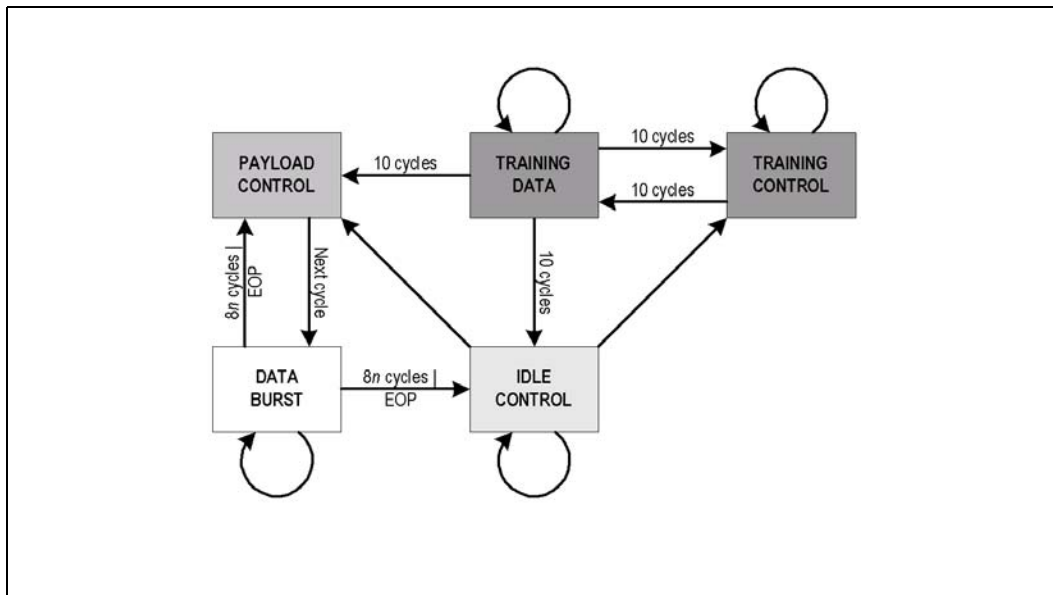 10 cycles
PAYLOAD
CONTROL
10 cycles
TRAINING
DATA
10 cycles
TRAINING
CONTROL
8n cycles |
EOP
Next cycle
10 cycles
DATA
BURST
8n cycles |
EOP
IDLE
CONTROL